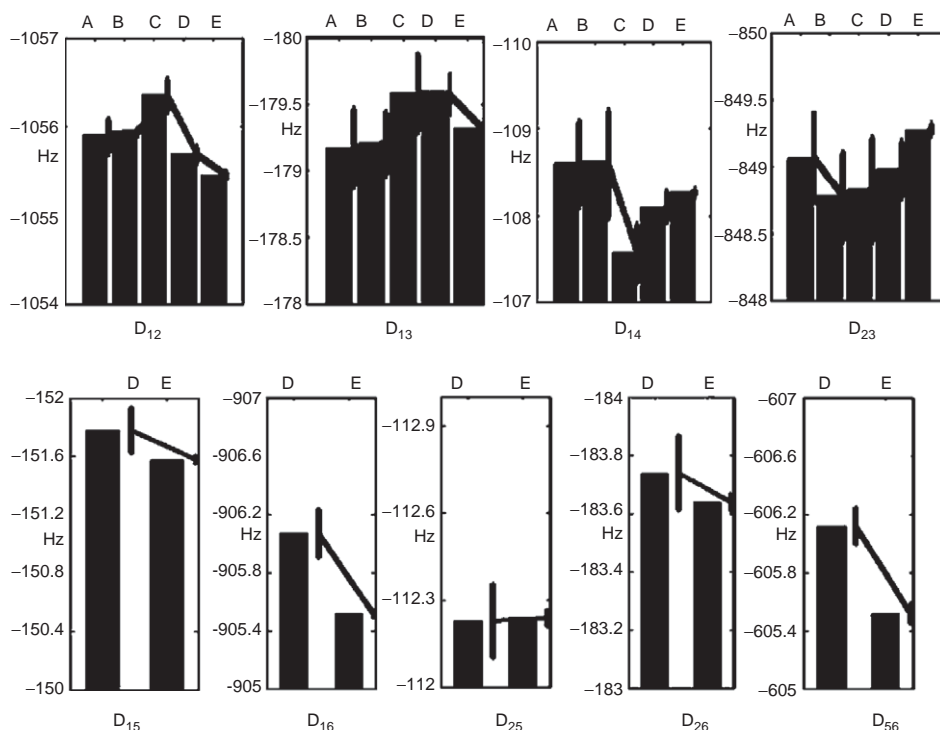 A B C D E
−1057
−1056
Hz
−1055
−1054
D12
A B C D E
−180
−179.5
Hz
−179
−178.5
−178
D13
A B C D E
−110
−109
Hz
−108
−107
D14
A B C D E
−850
−849.5
Hz
−849
−848.5
−848
D23
D E
−152
−151.6
−151.2
Hz
−150.8
−150.4
−150
D15
D E
-907
-906.6
-906.2
Hz
-905.8
-905.4
-905
D16
D E
−112.9
−112.6
Hz
−112.3
−112
D25
D E
−184
−183.8
−183.6
Hz
−183.4
−183.2
−183
D26
D E
−607
−606.6
−606.2
Hz
−605.8
−605.4
−605
D56